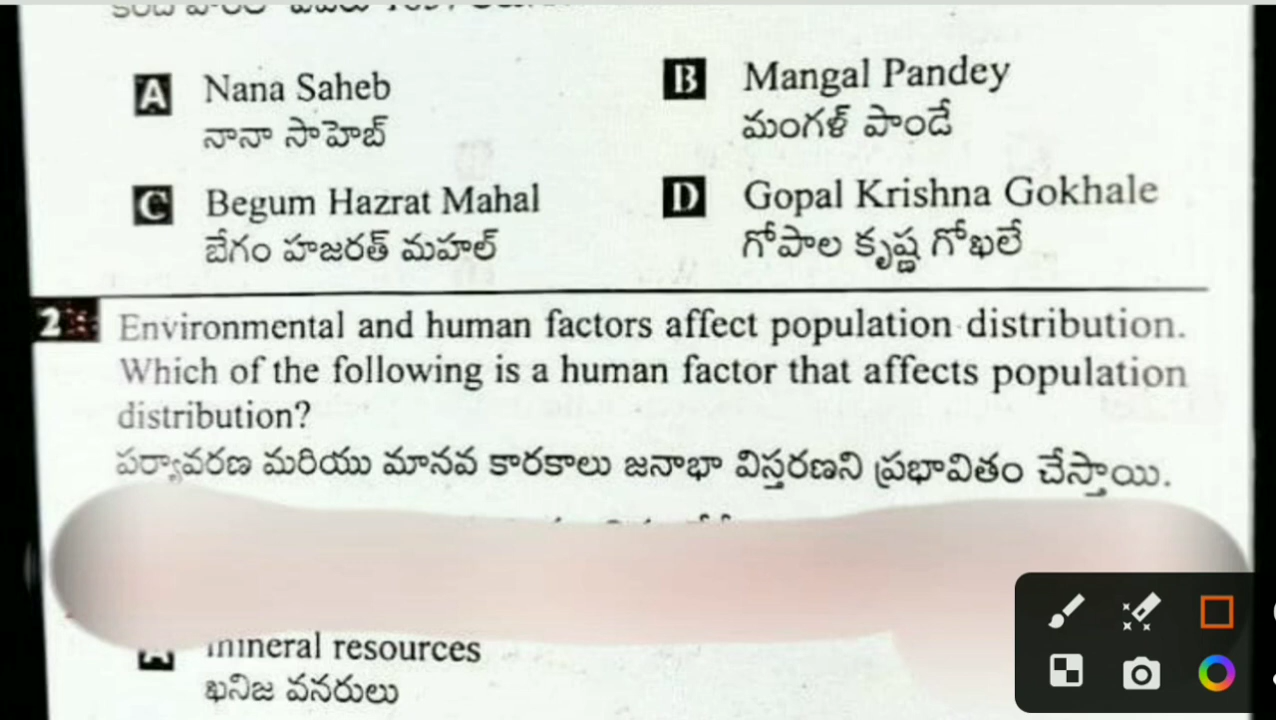 A Nana Saheb
నానా సాహెబ్
B Mangal Pandey
మంగళ్ పాండే
C Begum Hazrat Mahal
బేగం హజరత్ మహల్
D Gopal Krishna Gokhale
గోపాల కృష్ణ గోఖలే
2
Environmental and human factors affect population distribution.
Which of the following is a human factor that affects population
distribution?
పర్యావరణ మరియు మానవ కారకాలు జనాభా విస్తరణని ప్రభావితం చేస్తాయి.
A mineral resources
ఖనిజ వనరులు